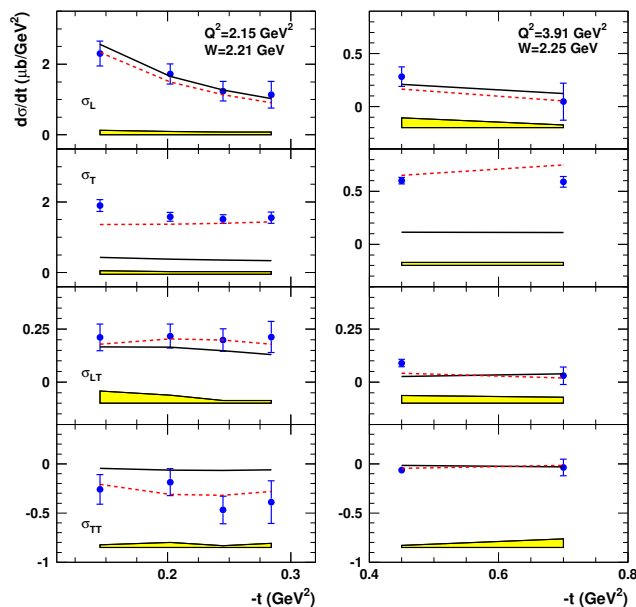 dσ/dt (μb/GeV²)
Q²=2.15 GeV²
W=2.21 GeV
Q²=3.91 GeV²
W=2.25 GeV
2
0
σL
0.5
0
σT
2
0
0.5
0
0.25
0
σLT
0.25
0
0
-0.5
-1
σTT
0
-0.5
-1
0.2
0.3
0.4
0.6
0.8
-t (GeV²)
-t (GeV²)